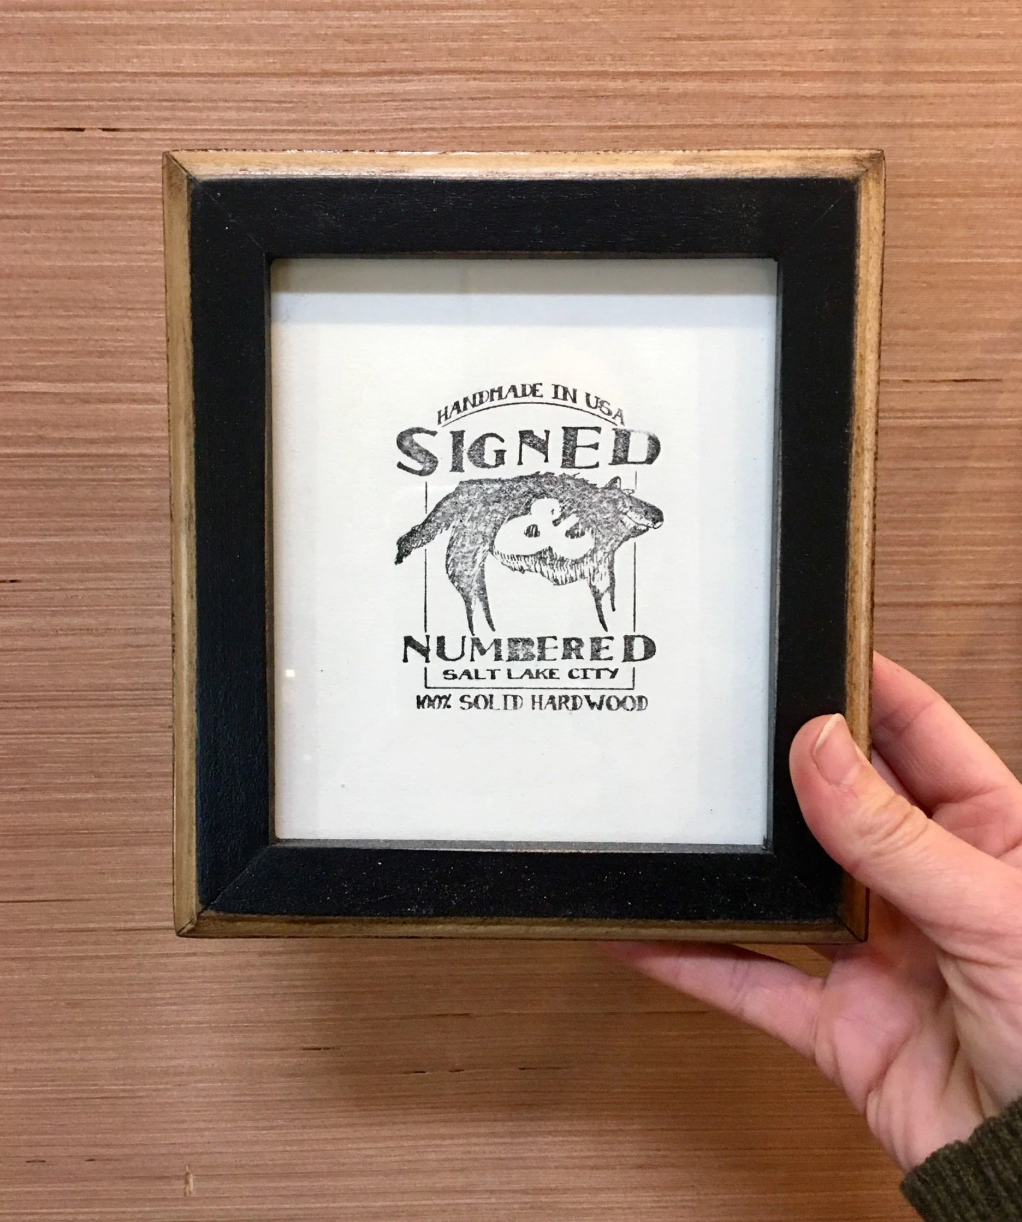 HANDMADE IN USA
SIGNED
&
NUMBERED
SALT LAKE CITY
100% SOLID HARDWOOD